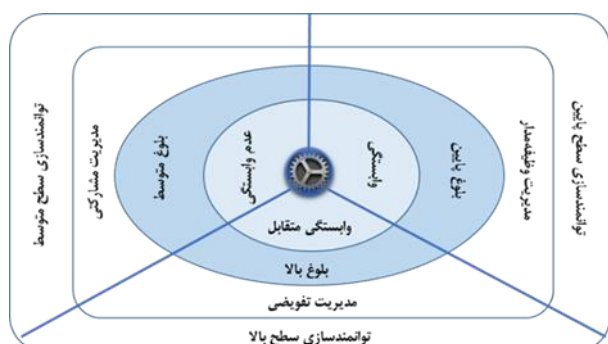 توانمندسازی سطح پایین
مدیریت وظیفه‌مدار
بلوغ پایین
وابستگی
عدم وابستگی
بلوغ متوسط
مدیریت مشارکتی
توانمندسازی سطح متوسط
وابستگی متقابل
بلوغ بالا
مدیریت تفویضی
توانمندسازی سطح بالا